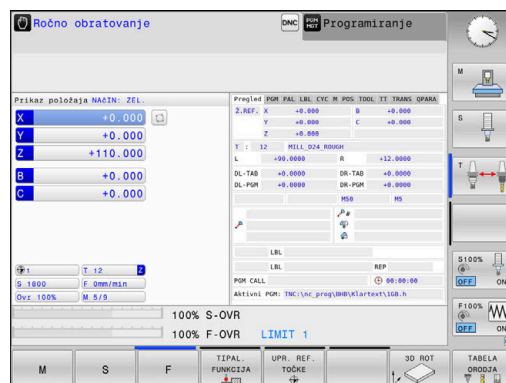 Ročno obratovanje
DNC
PGM MGT
Programiranje
Prikaz položaja NAčIN: ZEL.
X +0.000
Y +0.000
Z +110.000
B +0.000
C +0.000
1
T 12 Z
S 1800 F 0mm/min
Ovr 100% M 5/9
Pregled PGM PAL LBL CYC M POS TOOL TT TRANS QPARA
Ž.REF. X +0.000 B +0.000
Y +0.000 C +0.000
Z +0.000
T : 12 MILL_D24_ROUGH
L +90.0000 R +12.0000
DL-TAB +0.0000 DR-TAB +0.0000
DL-PGM +0.0000 DR-PGM +0.0000
M50 M5
P #
LBL
LBL REP
PGM CALL 00:00:00
Aktivni PGM: TNC:\nc_prog\BHB\Klartext\1GB.h
100% S-OVR
100% F-OVR LIMIT 1
M
S
F
TIPAL. FUNKCIJA
UPR. REF. TOČKE
3D ROT
TABELA ORODJA
M
S
T
S100%
OFF ON
F100%
OFF ON